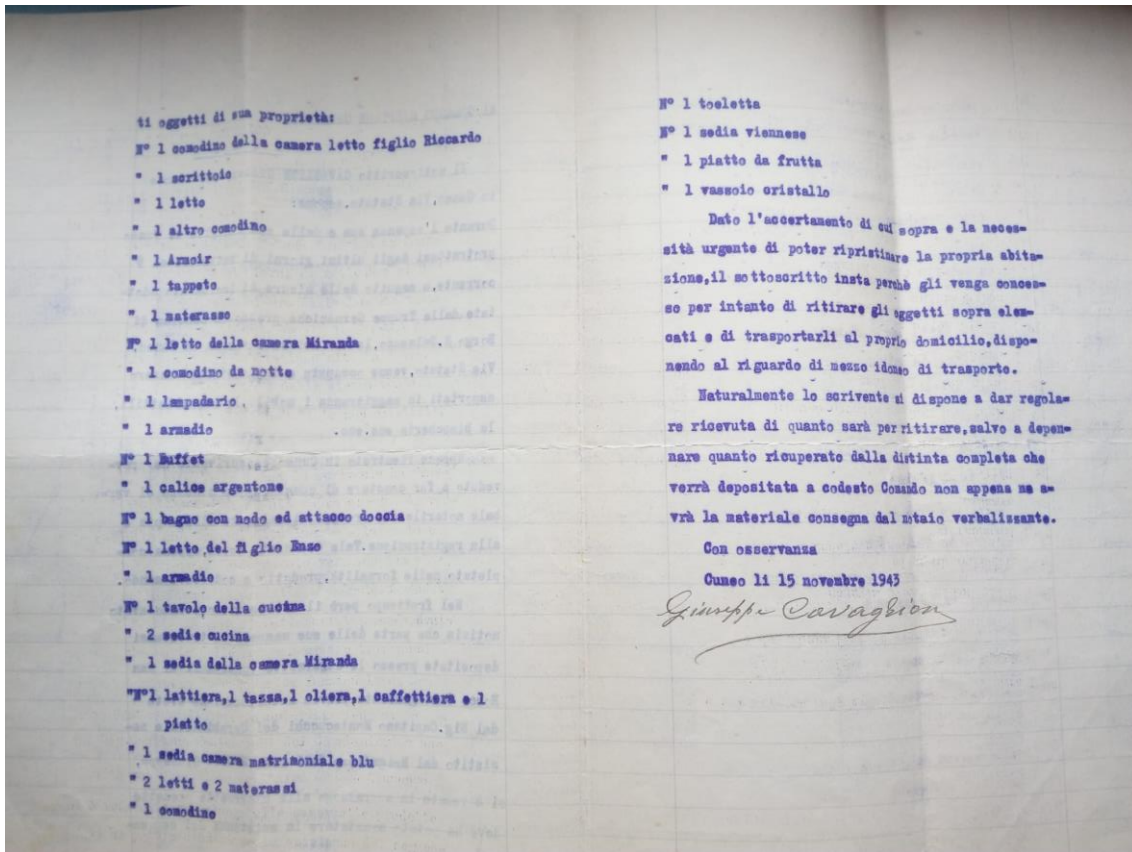 ti oggetti di sua proprietà:
N° 1 comodino della camera letto figlio Riccardo
" 1 scrittoio
" 1 letto
" 1 altro comodino
" 1 Armoir
" 1 tappeto
" 1 materasso
N° 1 letto della camera Miranda
" 1 comodino da notte
" 1 lampadario
" 1 armadio
N° 1 Buffet
" 1 calice argentone
N° 1 bagno con nodo ed attacco doccia
N° 1 letto del figlio Enzo
" 1 armadio
N° 1 tavolo della cucina
" 2 sedie cucina
" 1 sedia della camera Miranda
"N°1 lattiera,1 tazza,1 oliera,1 caffettiera e 1
piatto
" 1 sedia camera matrimoniale blu
" 2 letti e 2 materassi
" 1 comodino
N° 1 toeletta
N° 1 sedia viennese
" 1 piatto da frutta
" 1 vassoio cristallo
Dato l'accertamento di cui sopra e la neces=
sità urgente di poter ripristinare la propria abita=
zione,il sottoscritto insta perchè gli venga conces=
so per intanto di ritirare gli oggetti sopra elen=
cati e di trasportarli al proprio domicilio,dispo=
nendo al riguardo di mezzo idoneo di trasporto.
Naturalmente lo scrivente si dispone a dar regola=
re ricevuta di quanto sarà per ritirare,salvo a depen=
nare quanto ricuperato dalla distinta completa che
verrà depositata a codesto Comando non appena ne a=
vrà la materiale consegna dal notaio verbalizzante.
Con osservanza
Cuneo li 15 novembre 1943
Giuseppe Cavaglion